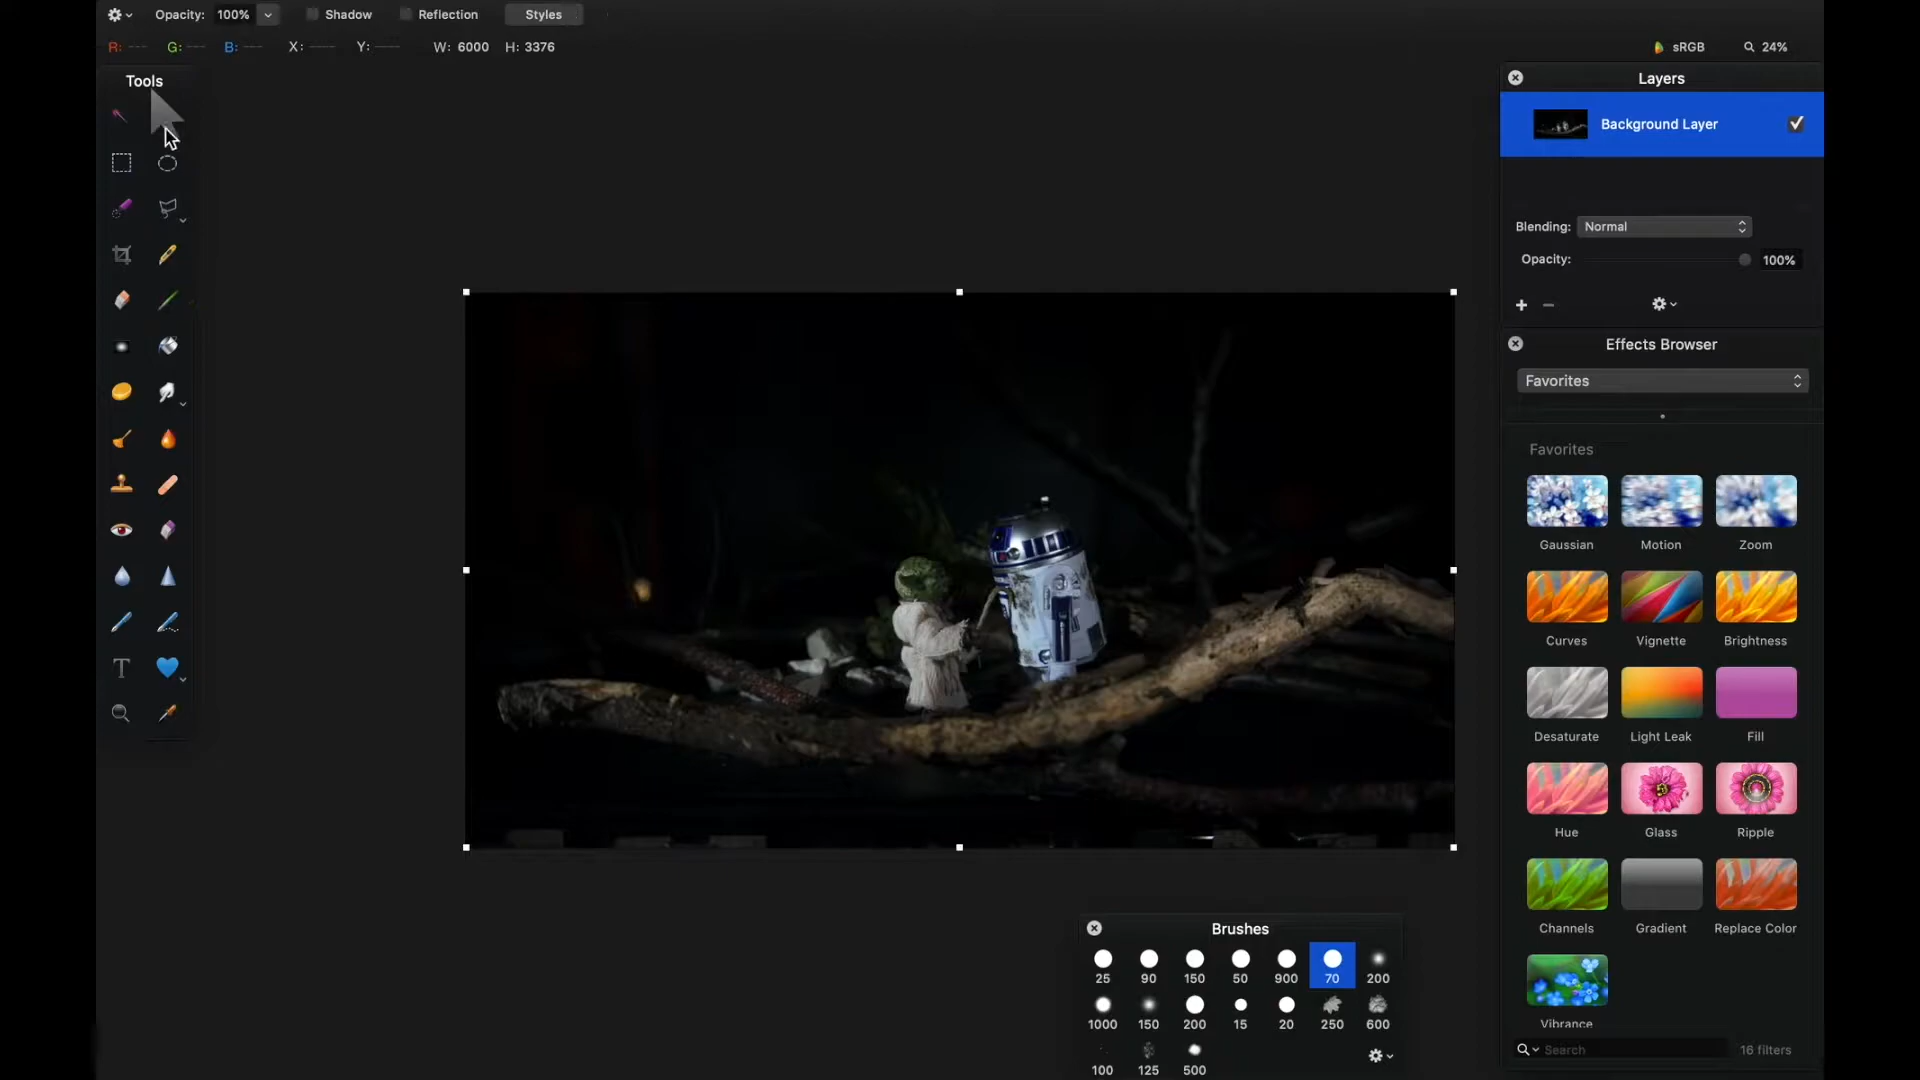 Opacity: 100% Shadow Reflection Styles
R: --- G: --- B: --- X: ---- Y: ---- W: 6000 H: 3376
sRGB 24%
Tools
Layers
Background Layer
Blending: Normal
Opacity: 100%
Effects Browser
Favorites
Favorites
Gaussian Motion Zoom
Curves Vignette Brightness
Desaturate Light Leak Fill
Hue Glass Ripple
Channels Gradient Replace Color
Vibrance
Search 16 filters
Brushes
25 90 150 50 900 70 200
1000 150 200 15 20 250 600
100 125 500